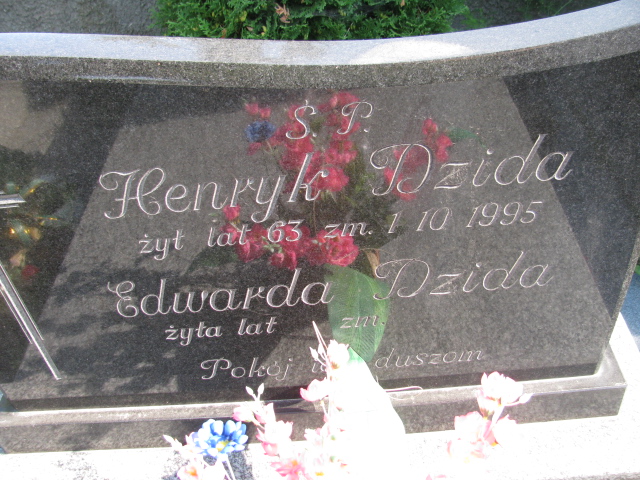 Ś. P.
Henryk Dzida
żył lat 63 zm. 1 10 1995
Edwarda Dzida
żyła lat zm.
Pokój duszom